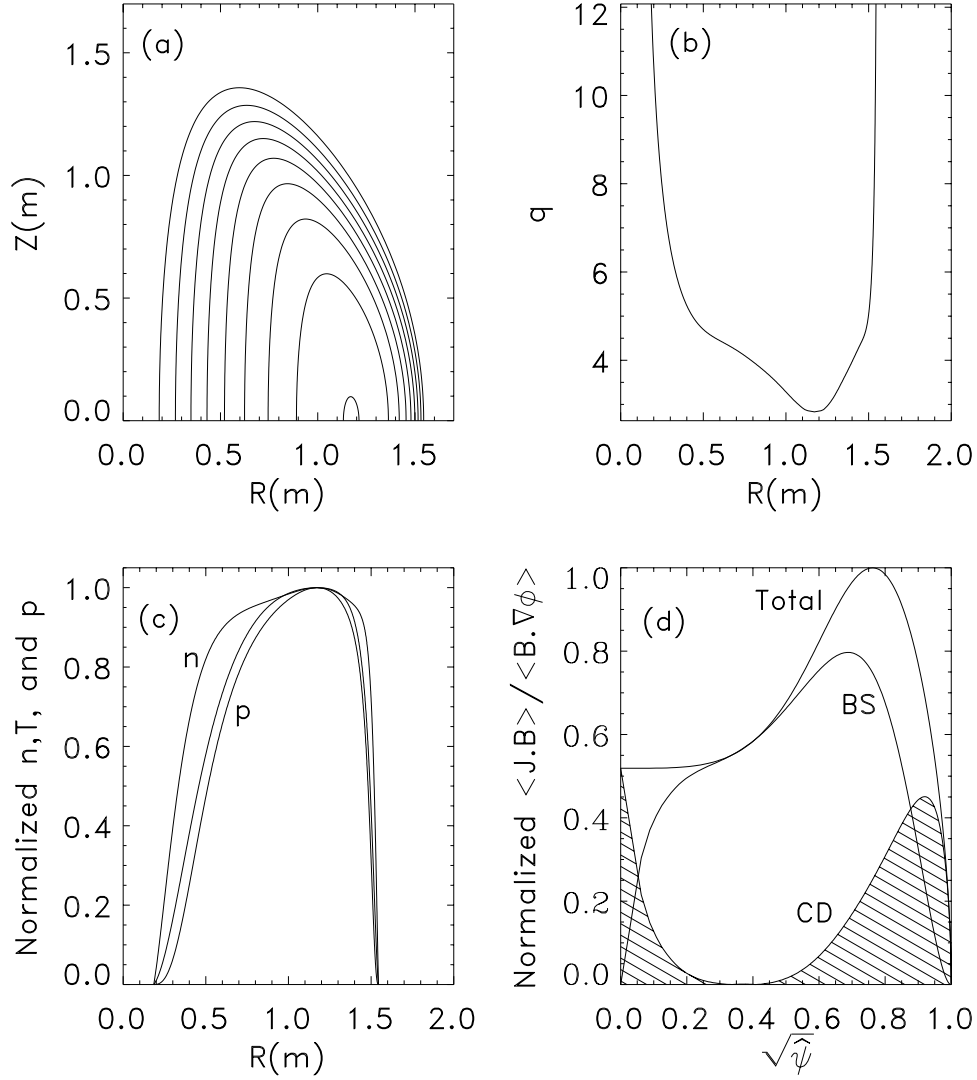 (a)
Z(m)
1.5
1.0
0.5
0.0
0.0 0.5 1.0 1.5
R(m)
(b)
q
12
10
8
6
4
0.0 0.5 1.0 1.5 2.0
R(m)
(c)
Normalized n,T, and p
1.0
0.8
0.6
0.4
0.2
0.0
n
p
0.0 0.5 1.0 1.5 2.0
R(m)
(d)
Normalized <J.B>/<B.∇ϕ>
1.0
0.8
0.6
0.4
0.2
0.0
Total
BS
CD
0.0 0.2 0.4 0.6 0.8 1.0
√ψ̂